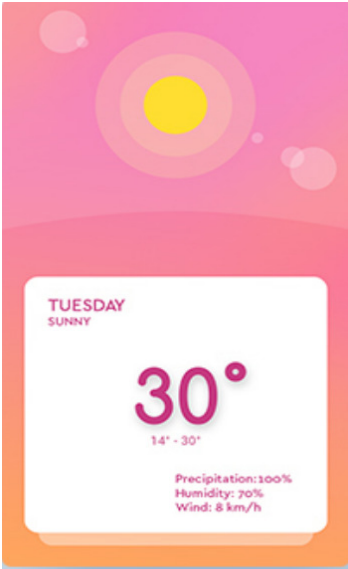 TUESDAY
SUNNY
30°
14° - 30°
Precipitation:100%
Humidity: 70%
Wind: 8 km/h